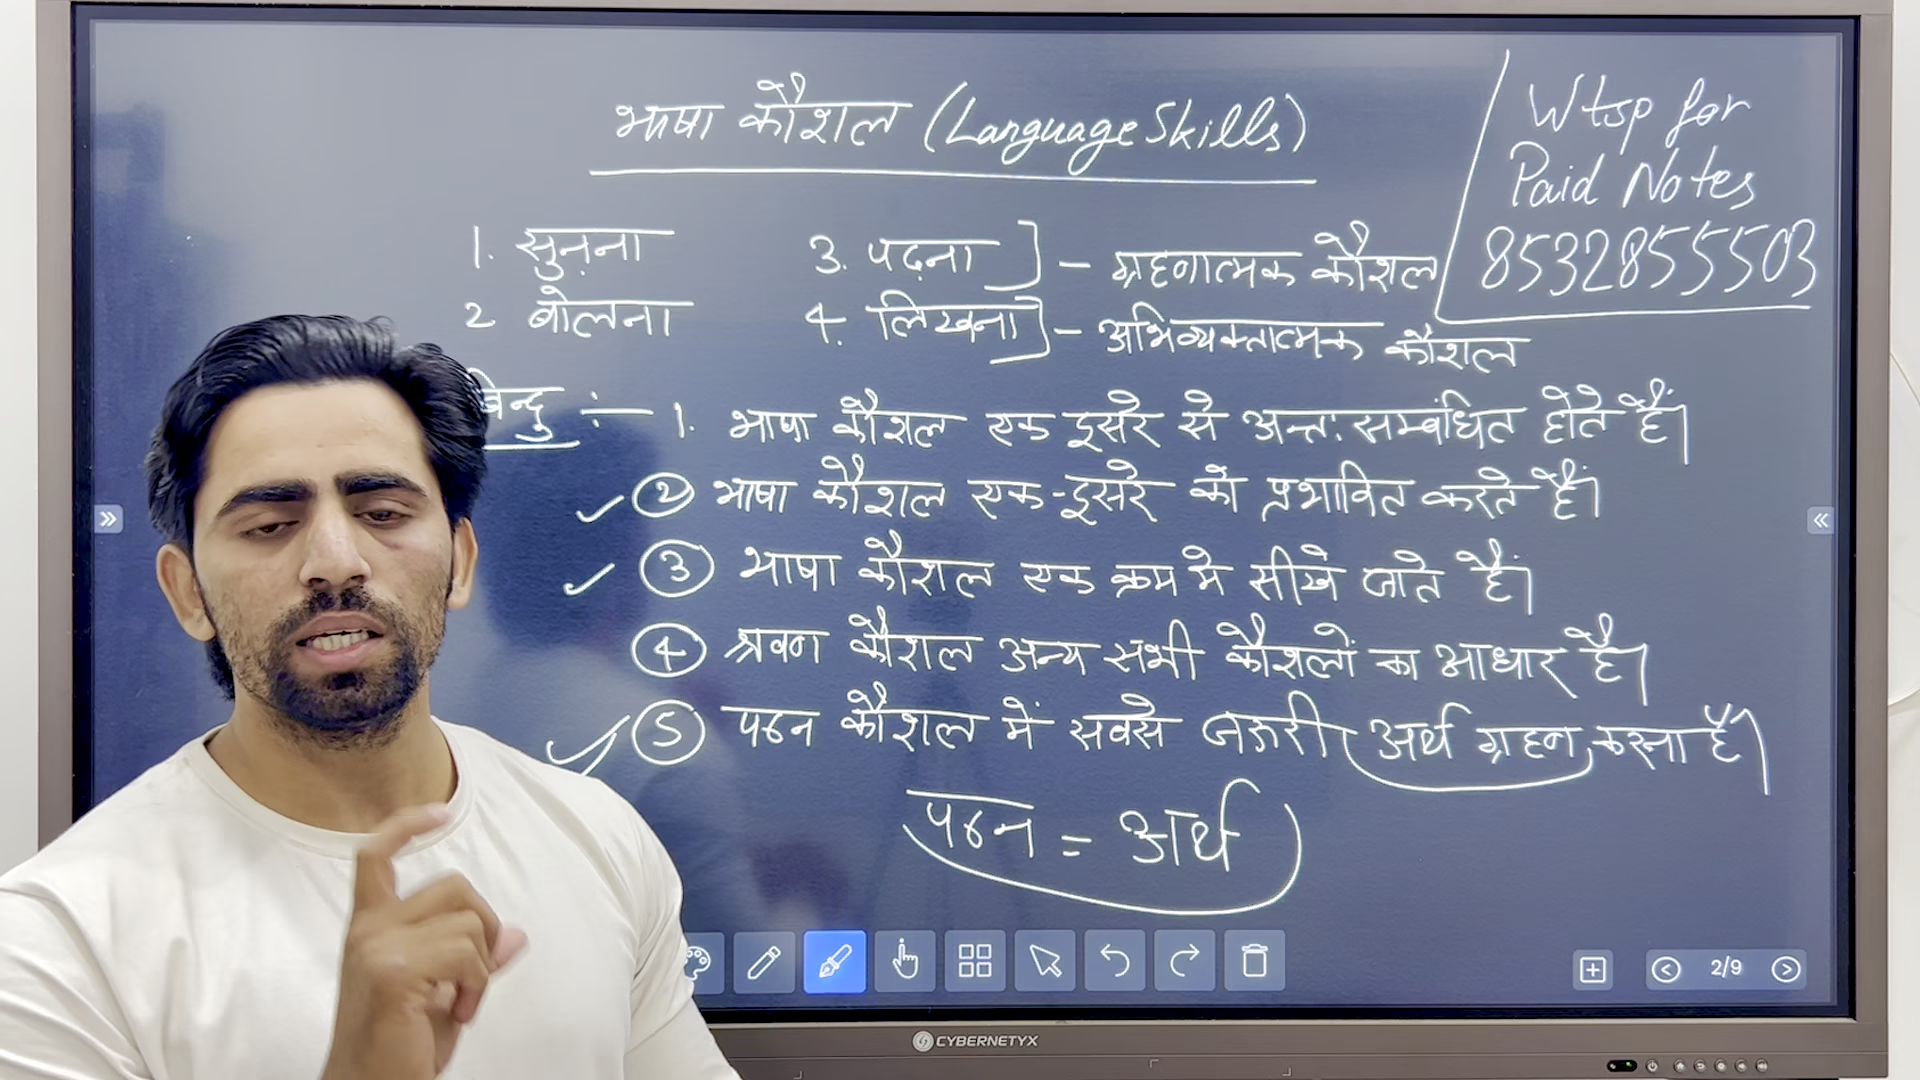 भाषा कौशल (Language Skills)
Wtsp for
Paid Notes
8532855503
1. सुनना
3. पढ़ना ] – ग्रहणात्मक कौशल
2 बोलना
4. लिखना ] – अभिव्यक्तात्मक कौशल
बिन्दु :— 1. भाषा कौशल एक दुसरे से अन्त: सम्बंधित होते हैं।
② भाषा कौशल एक-दुसरे को प्रभावित करते हैं।
③ भाषा कौशल एक क्रम मे सीखे जाते हैं।
④ श्रवण कौशल अन्य सभी कौशलों का आधार है।
⑤ पठन कौशल में सबसे जरुरी अर्थ ग्रहण करना है।
पठन = अर्थ
2/9
CYBERNETYX